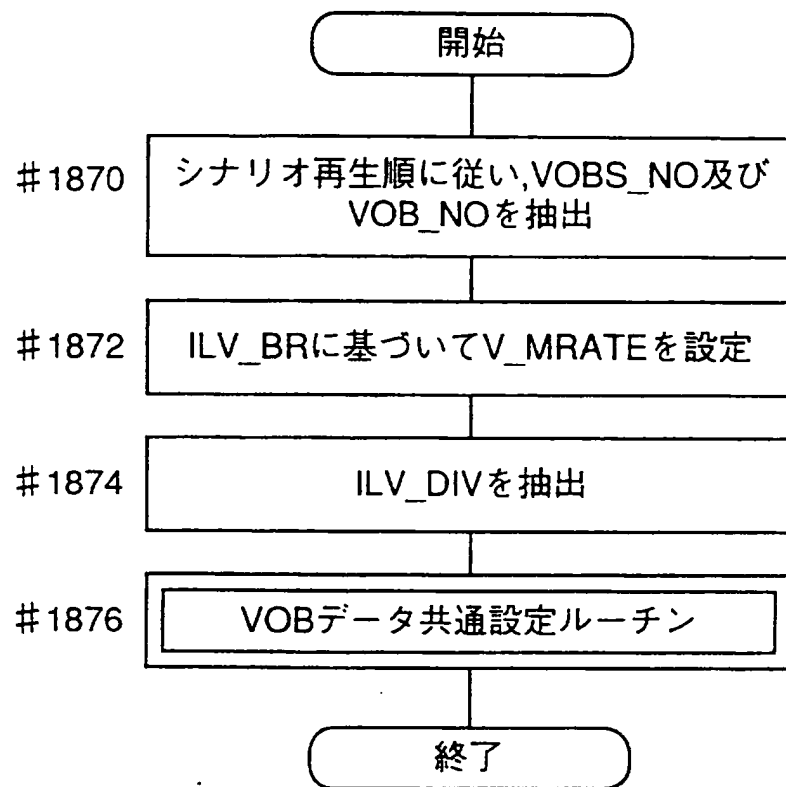 開始
#1870
シナリオ再生順に従い,VOBS_NO及び
VOB_NOを抽出
#1872
ILV_BRに基づいてV_MRATEを設定
#1874
ILV_DIVを抽出
#1876
VOBデータ共通設定ルーチン
終了